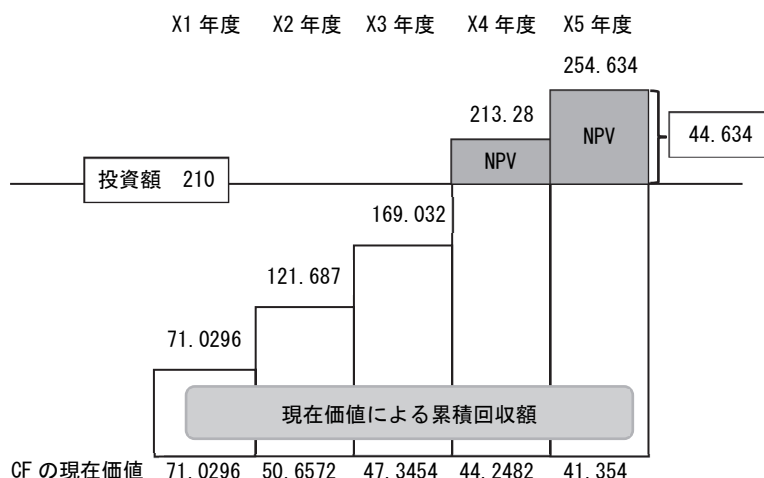 X1 年度 X2 年度 X3 年度 X4 年度 X5 年度
254.634
213.28
NPV
NPV
44.634
投資額 210
169.032
121.687
71.0296
現在価値による累積回収額
CF の現在価値 71.0296 50.6572 47.3454 44.2482 41.354